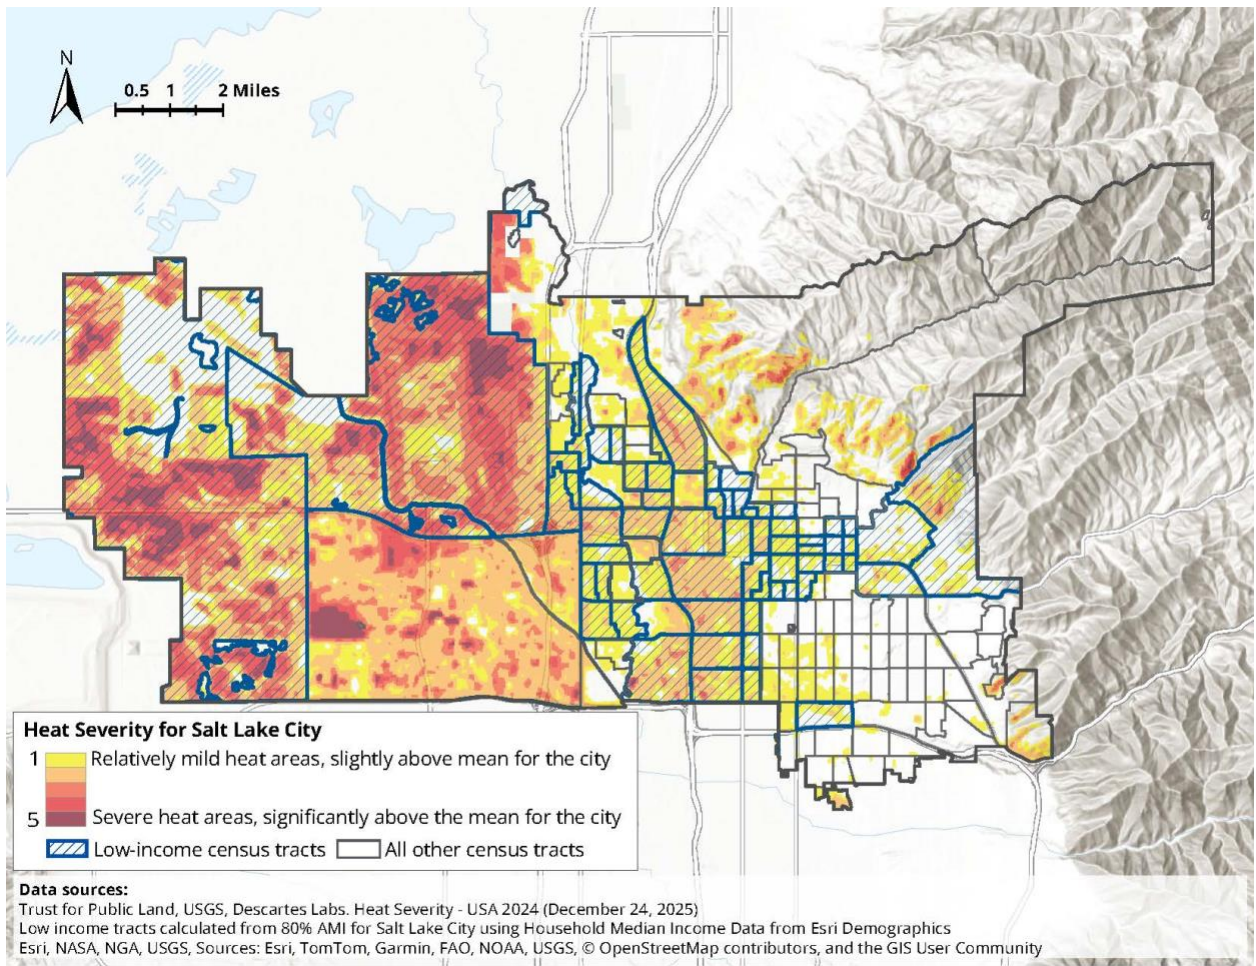 N
0.5 1 2 Miles
Heat Severity for Salt Lake City
1 Relatively mild heat areas, slightly above mean for the city
5 Severe heat areas, significantly above the mean for the city
Low-income census tracts All other census tracts
Data sources:
Trust for Public Land, USGS, Descartes Labs. Heat Severity - USA 2024 (December 24, 2025)
Low income tracts calculated from 80% AMI for Salt Lake City using Household Median Income Data from Esri Demographics
Esri, NASA, NGA, USGS, Sources: Esri, TomTom, Garmin, FAO, NOAA, USGS, © OpenStreetMap contributors, and the GIS User Community